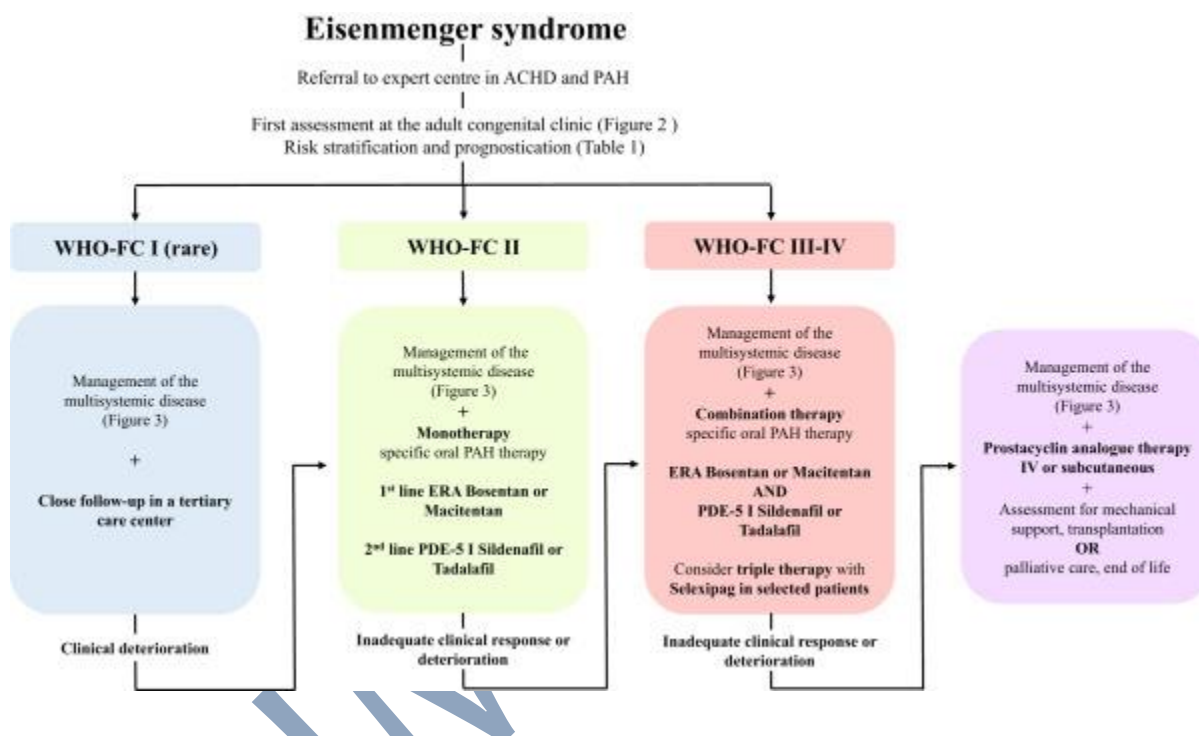 Eisenmenger syndrome
Referral to expert centre in ACHD and PAH
First assessment at the adult congenital clinic (Figure 2 )
Risk stratification and prognostication (Table 1)
WHO-FC I (rare)
Management of the
multisystemic disease
(Figure 3)
+
Close follow-up in a tertiary
care center
Clinical deterioration
WHO-FC II
Management of the
multisystemic disease
(Figure 3)
+
Monotherapy
specific oral PAH therapy
1st line ERA Bosentan or
Macitentan
2nd line PDE-5 I Sildenafil or
Tadalafil
Inadequate clinical response or
deterioration
WHO-FC III-IV
Management of the
multisystemic disease
(Figure 3)
+
Combination therapy
specific oral PAH therapy
ERA Bosentan or Macitentan
AND
PDE-5 I Sildenafil or
Tadalafil
Consider triple therapy with
Selexipag in selected patients
Inadequate clinical response or
deterioration
Management of the
multisystemic disease
(Figure 3)
+
Prostacyclin analogue therapy
IV or subcutaneous
+
Assessment for mechanical
support, transplantation
OR
palliative care, end of life